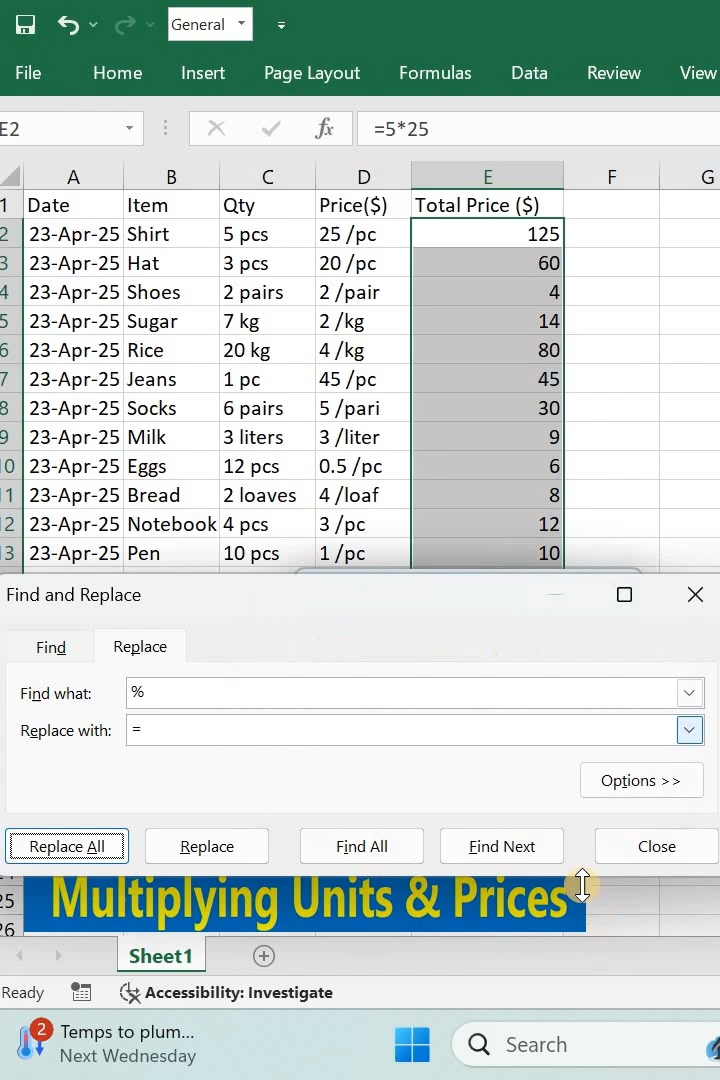 General
File Home Insert Page Layout Formulas Data Review View
E2 fx =5*25
A B C D E F G
1 Date Item Qty Price($) Total Price ($)
2 23-Apr-25 Shirt 5 pcs 25 /pc 125
3 23-Apr-25 Hat 3 pcs 20 /pc 60
4 23-Apr-25 Shoes 2 pairs 2 /pair 4
5 23-Apr-25 Sugar 7 kg 2 /kg 14
6 23-Apr-25 Rice 20 kg 4 /kg 80
7 23-Apr-25 Jeans 1 pc 45 /pc 45
8 23-Apr-25 Socks 6 pairs 5 /pari 30
9 23-Apr-25 Milk 3 liters 3 /liter 9
10 23-Apr-25 Eggs 12 pcs 0.5 /pc 6
11 23-Apr-25 Bread 2 loaves 4 /loaf 8
12 23-Apr-25 Notebook 4 pcs 3 /pc 12
13 23-Apr-25 Pen 10 pcs 1 /pc 10
Find and Replace
Find Replace
Find what: %
Replace with: =
Options >>
Replace All Replace Find All Find Next Close
25 Multiplying Units & Prices
26
Sheet1
Ready Accessibility: Investigate
2 Temps to plum...
Next Wednesday
Search